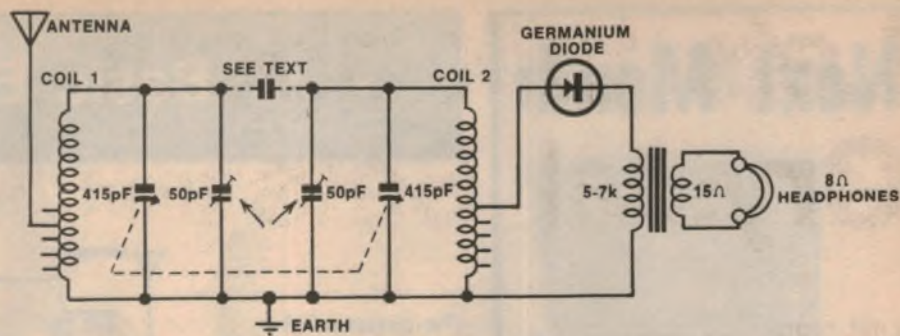 ANTENNA
GERMANIUM
DIODE
COIL 1
SEE TEXT
COIL 2
415pF
50pF
50pF
415pF
5-7k
15Ω
8Ω
HEADPHONES
EARTH